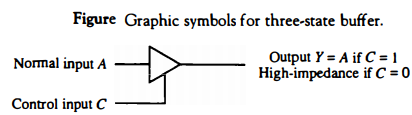 Figure Graphic symbols for three-state buffer.
Normal input A
Output Y = A if C = 1
High-impedance if C = 0
Control input C